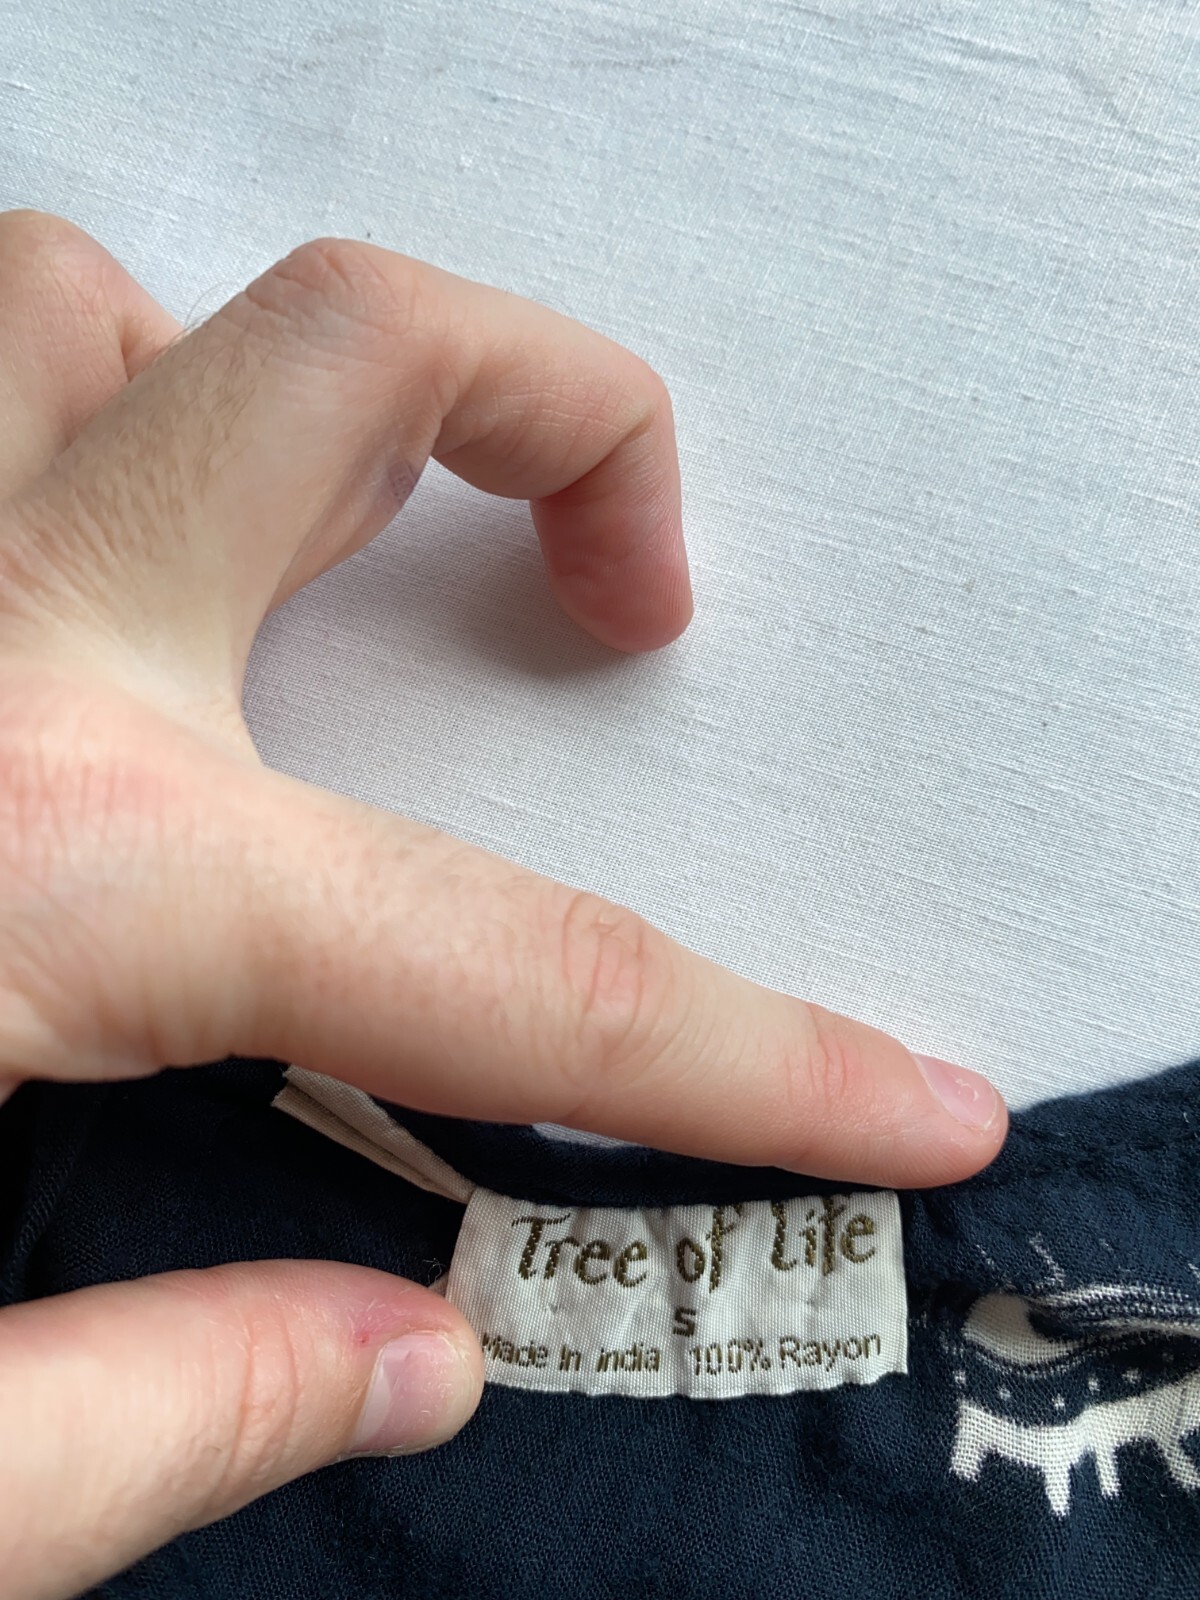 Tree of life
S
Made in india 100% Rayon